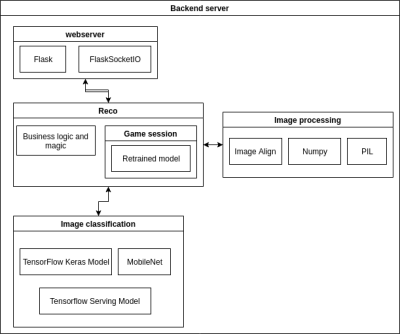 Backend server
webserver
Flask
FlaskSocketIO
Reco
Business logic and
magic
Game session
Retrained model
Image processing
Image Align
Numpy
PIL
Image classification
TensorFlow Keras Model
MobileNet
Tensorflow Serving Model